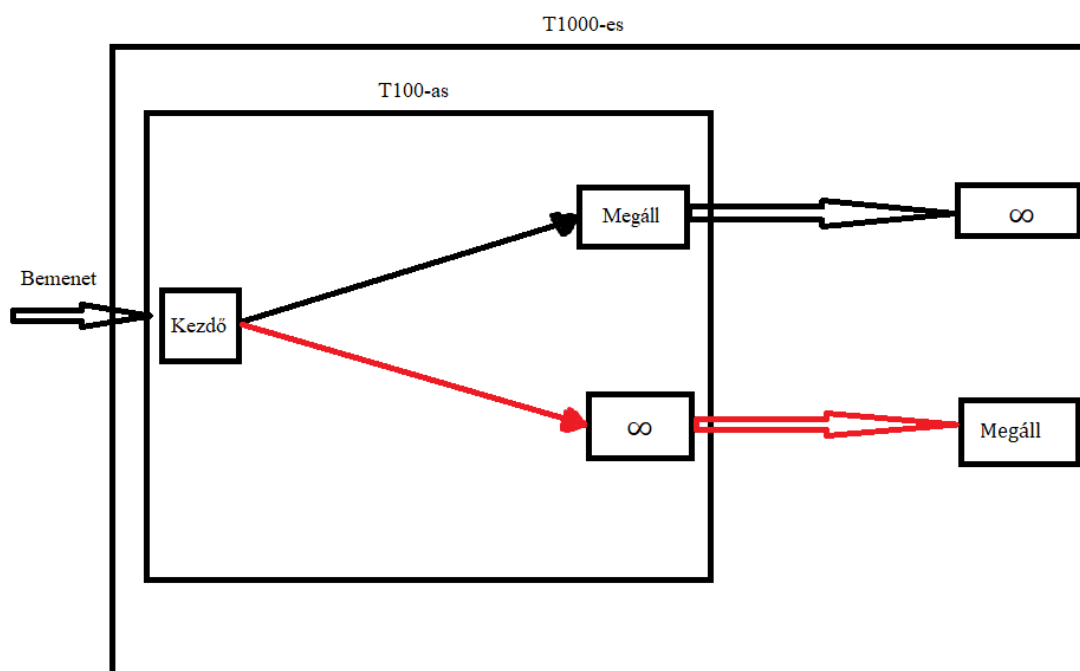 T1000-es
T100-as
Megáll
∞
Bemenet
Kezdő
∞
Megáll